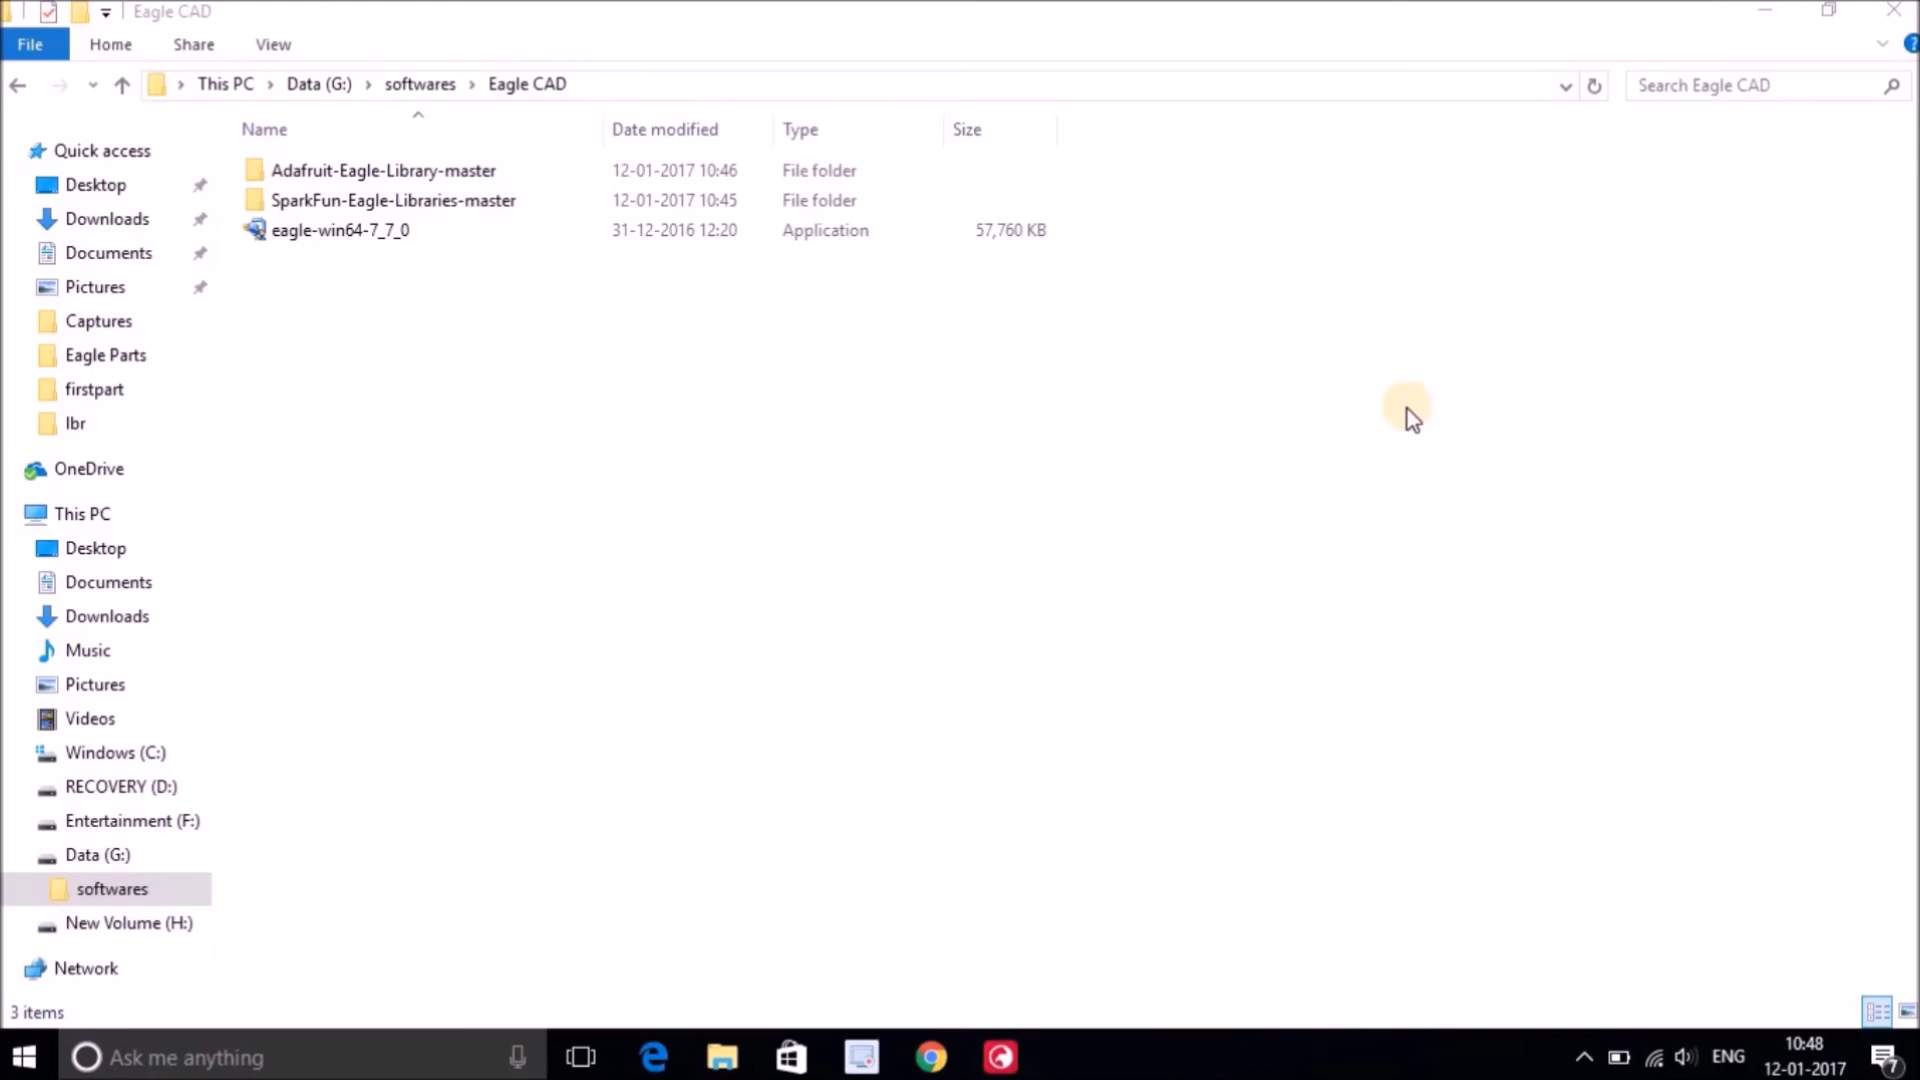 Eagle CAD
File Home Share View
This PC Data (G:) softwares Eagle CAD
Search Eagle CAD
Name Date modified Type Size
Adafruit-Eagle-Library-master 12-01-2017 10:46 File folder
SparkFun-Eagle-Libraries-master 12-01-2017 10:45 File folder
eagle-win64-7_7_0 31-12-2016 12:20 Application 57,760 KB
Quick access
Desktop
Downloads
Documents
Pictures
Captures
Eagle Parts
firstpart
lbr
OneDrive
This PC
Desktop
Documents
Downloads
Music
Pictures
Videos
Windows (C:)
RECOVERY (D:)
Entertainment (F:)
Data (G:)
softwares
New Volume (H:)
Network
3 items
Ask me anything
ENG
10:48
12-01-2017
7